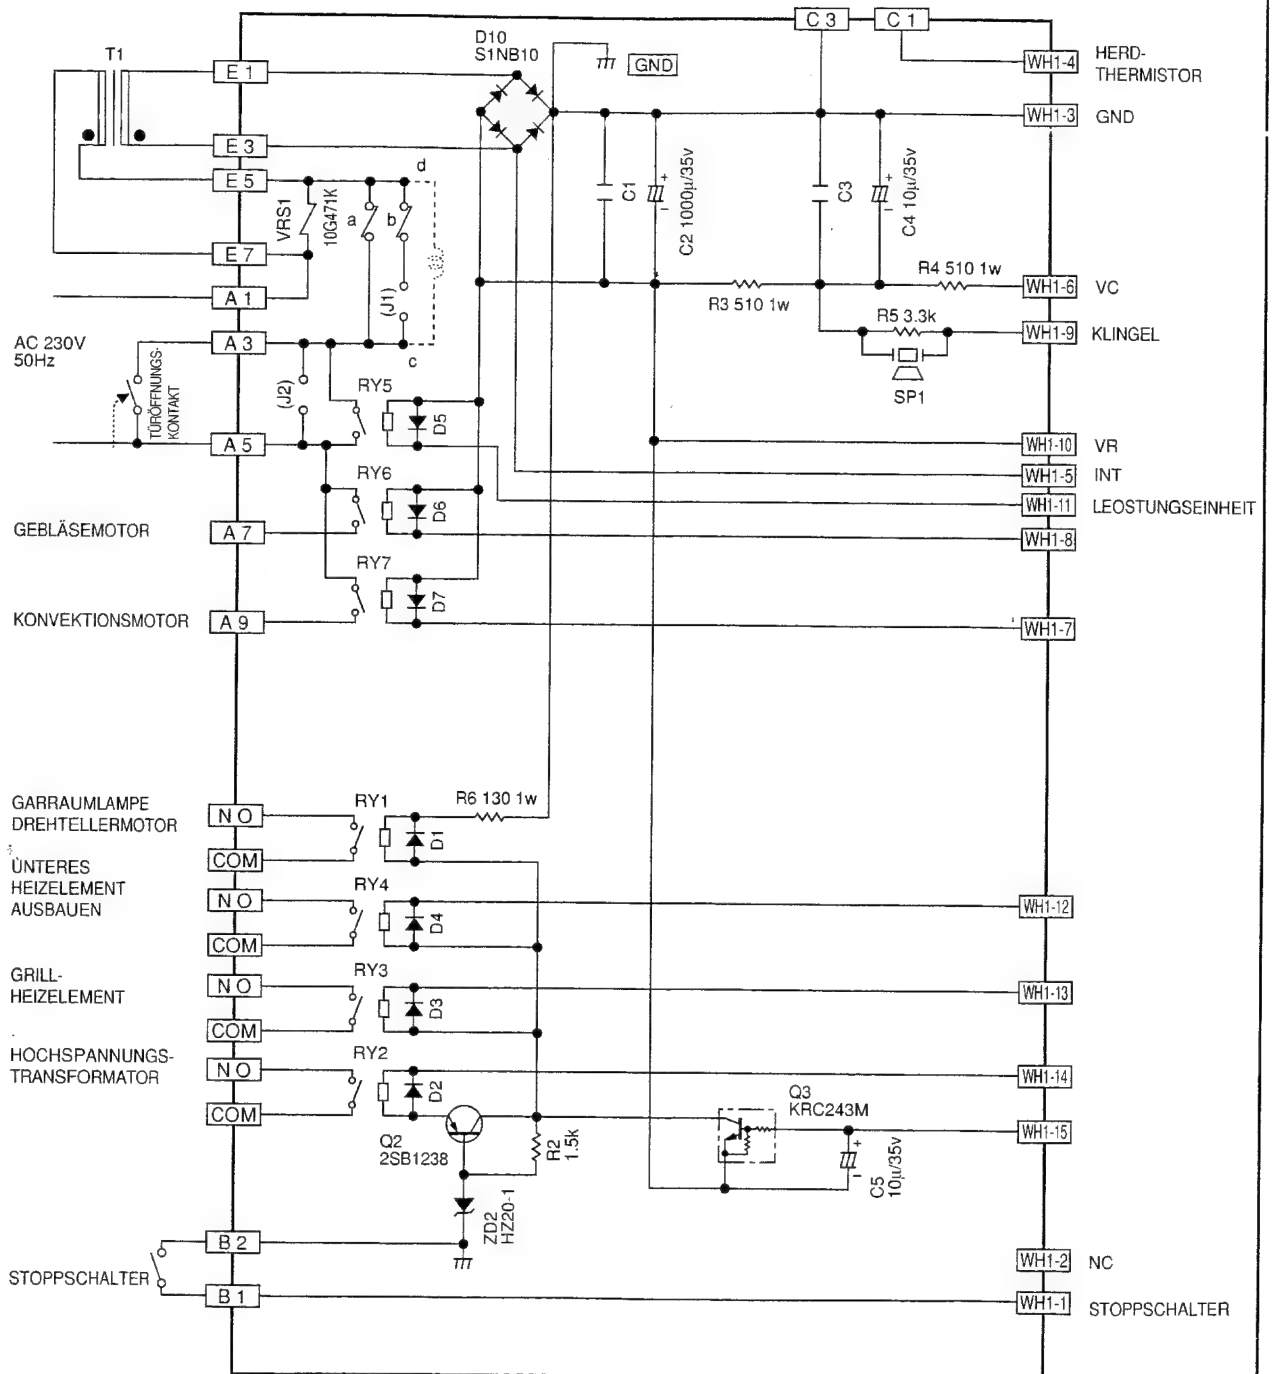 C 3
C 1
D10
S1NB10
T1
GND
WH1-4
HERD-
THERMISTOR
E 1
WH1-3
GND
E 3
E 5
d
VRS1
10G471K
a
b
C1
C2 1000µ/35v
C3
C4 10µ/35v
E 7
R4 510 1w
A 1
(J1)
R3 510 1w
WH1-6
VC
R5 3.3k
AC 230V
50Hz
A 3
c
WH1-9
KLINGEL
SP1
TÜRÖFFNUNGS-
KONTAKT
(J2)
RY5
D5
A 5
WH1-10
VR
RY6
WH1-5
INT
D6
WH1-11
LEOSTUNGSEINHEIT
GEBLÄSEMOTOR
A 7
WH1-8
RY7
D7
KONVEKTIONSMOTOR
A 9
WH1-7
GARRAUMLAMPE
DREHTELLERMOTOR
N O
RY1
R6 130 1w
D1
COM
UNTERES
HEIZELEMENT
AUSBAUEN
N O
RY4
D4
WH1-12
COM
GRILL-
HEIZELEMENT
N O
RY3
D3
WH1-13
COM
HOCHSPANNUNGS-
TRANSFORMATOR
N O
RY2
D2
WH1-14
COM
Q3
KRC243M
Q2
2SB1238
R2
1.5k
WH1-15
C5
10µ/35v
ZD2
HZ20-1
B 2
WH1-2
NC
STOPPSCHALTER
B 1
WH1-1
STOPPSCHALTER